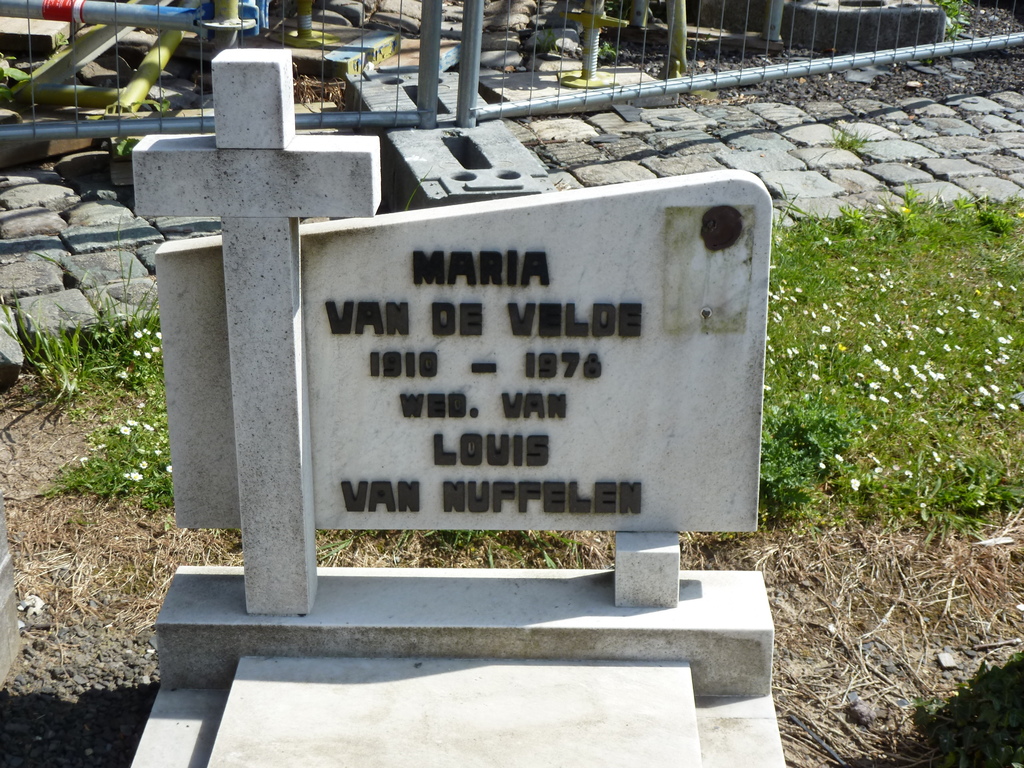 MARIA
VAN DE VELDE
1910 - 1976
WED. VAN
LOUIS
VAN NUFFELEN